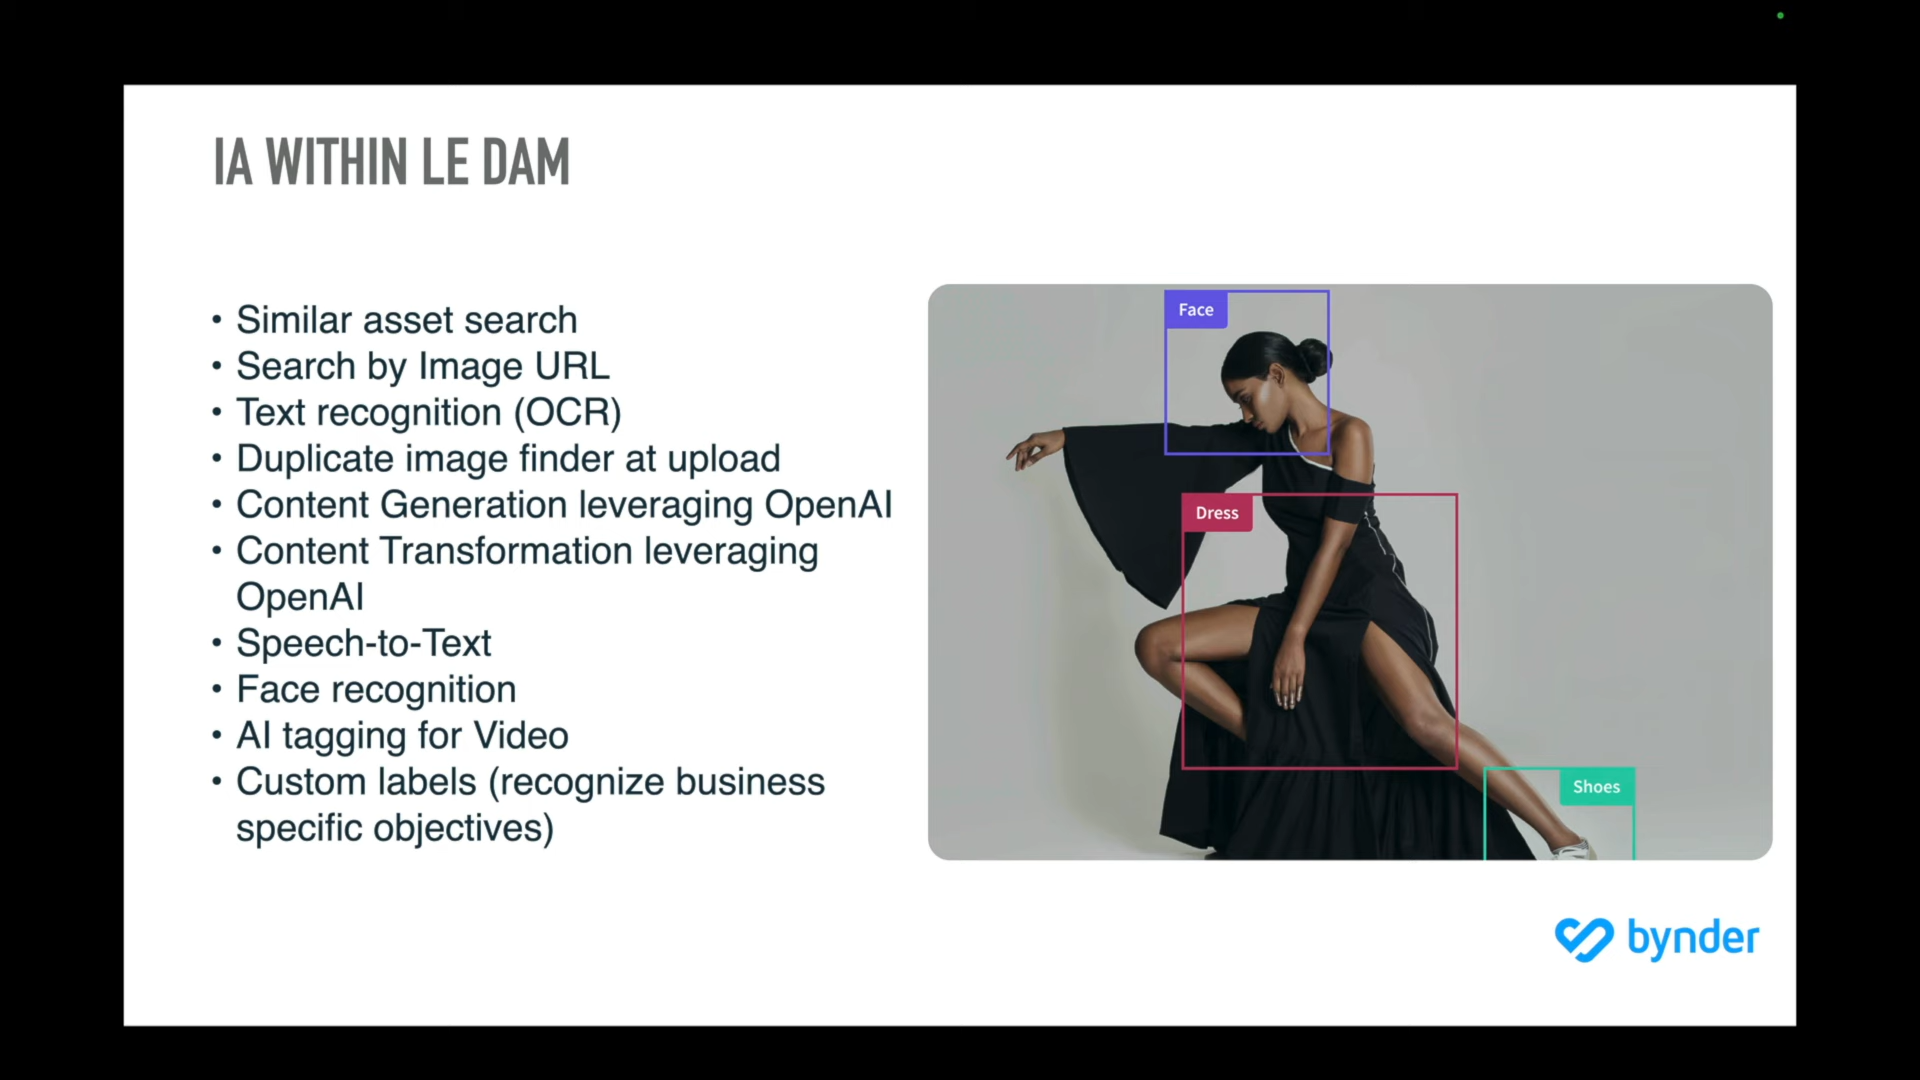 IA WITHIN LE DAM
• Similar asset search
• Search by Image URL
• Text recognition (OCR)
• Duplicate image finder at upload
• Content Generation leveraging OpenAI
• Content Transformation leveraging
OpenAI
• Speech-to-Text
• Face recognition
• AI tagging for Video
• Custom labels (recognize business
specific objectives)
Face
Dress
Shoes
bynder